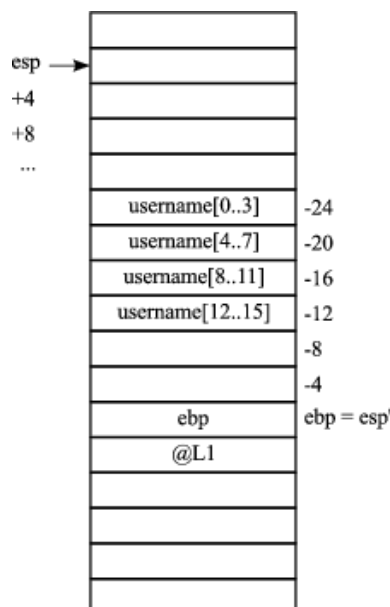 esp
+4
+8
...
username[0..3] -24
username[4..7] -20
username[8..11] -16
username[12..15] -12
-8
-4
ebp ebp = esp'
@L1